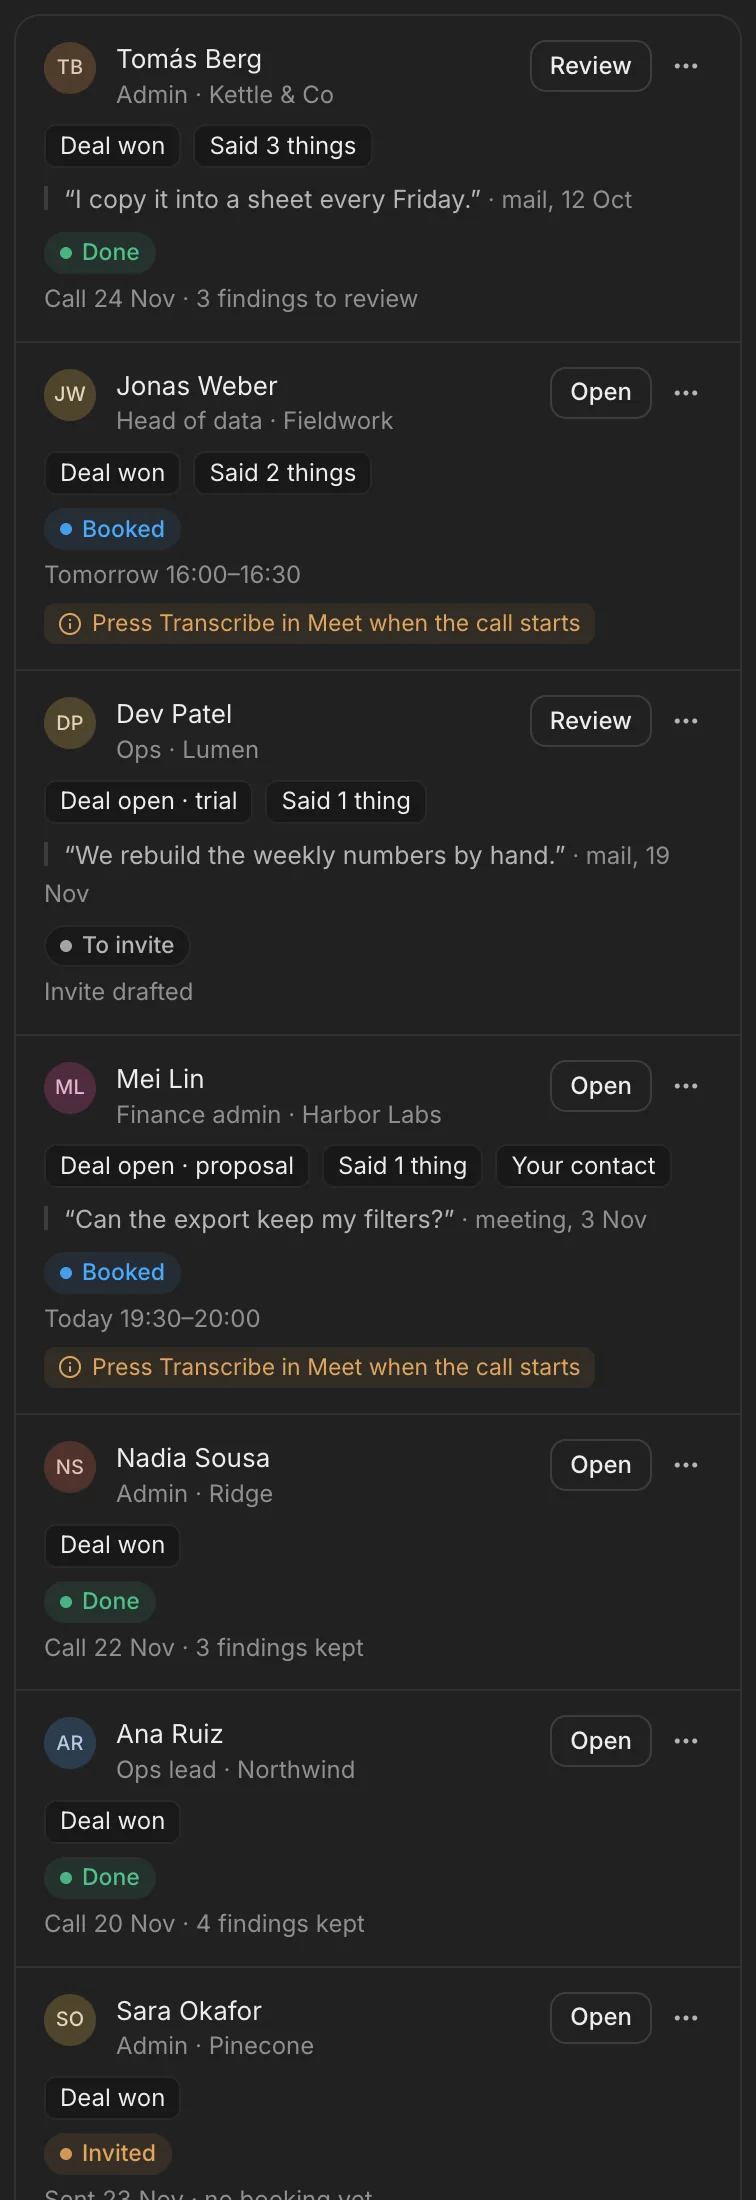 TB
Tomás Berg
Review
Admin · Kettle & Co
Deal won
Said 3 things
“I copy it into a sheet every Friday.” · mail, 12 Oct
Done
Call 24 Nov · 3 findings to review
JW
Jonas Weber
Open
Head of data · Fieldwork
Deal won
Said 2 things
Booked
Tomorrow 16:00–16:30
Press Transcribe in Meet when the call starts
DP
Dev Patel
Review
Ops · Lumen
Deal open · trial
Said 1 thing
“We rebuild the weekly numbers by hand.” · mail, 19
Nov
To invite
Invite drafted
ML
Mei Lin
Open
Finance admin · Harbor Labs
Deal open · proposal
Said 1 thing
Your contact
“Can the export keep my filters?” · meeting, 3 Nov
Booked
Today 19:30–20:00
Press Transcribe in Meet when the call starts
NS
Nadia Sousa
Open
Admin · Ridge
Deal won
Done
Call 22 Nov · 3 findings kept
AR
Ana Ruiz
Open
Ops lead · Northwind
Deal won
Done
Call 20 Nov · 4 findings kept
SO
Sara Okafor
Open
Admin · Pinecone
Deal won
Invited
Sent 23 Nov · no booking yet